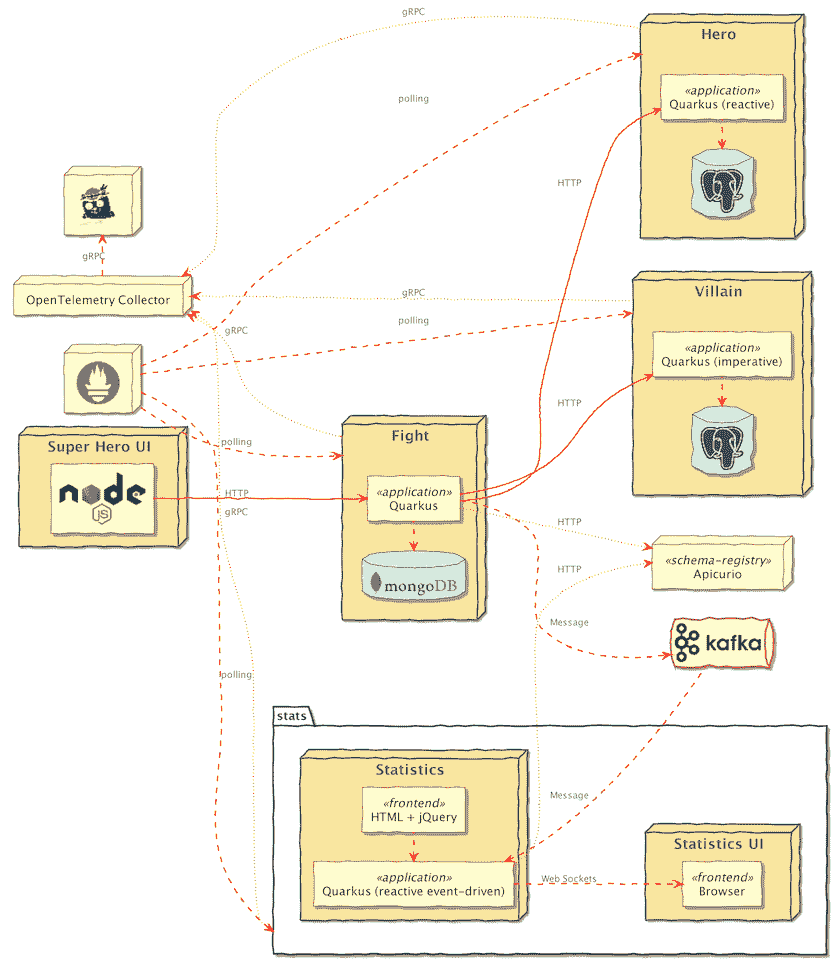 gRPC
Hero
«application»
Quarkus (reactive)
polling
HTTP
gRPC
OpenTelemetry Collector
gRPC
Villain
polling
gRPC
«application»
Quarkus (imperative)
HTTP
polling
Super Hero UI
node
JS
HTTP
gRPC
Fight
«application»
Quarkus
mongoDB
HTTP
HTTP
«schema-registry»
Apicurio
Message
kafka
polling
stats
Statistics
«frontend»
HTML + jQuery
Message
«application»
Quarkus (reactive event-driven)
Web Sockets
Statistics UI
«frontend»
Browser